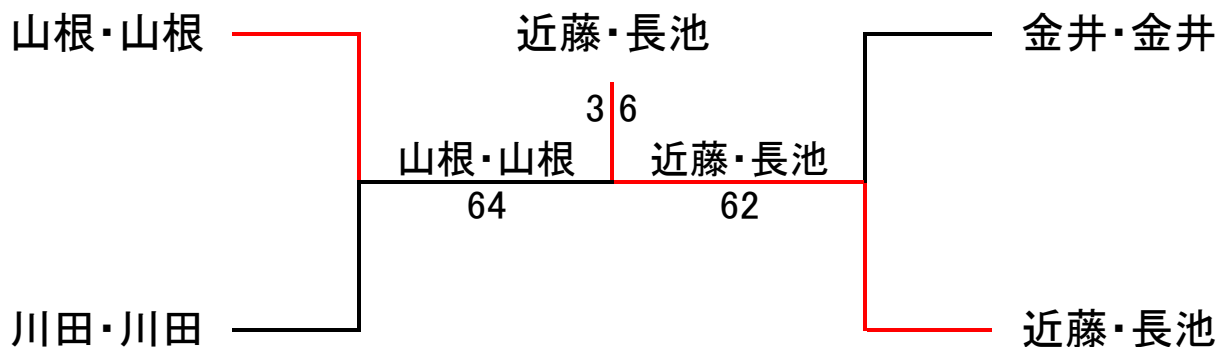 山根・山根 近藤・長池 金井・金井
3 6
山根・山根 近藤・長池
64 62
川田・川田 近藤・長池